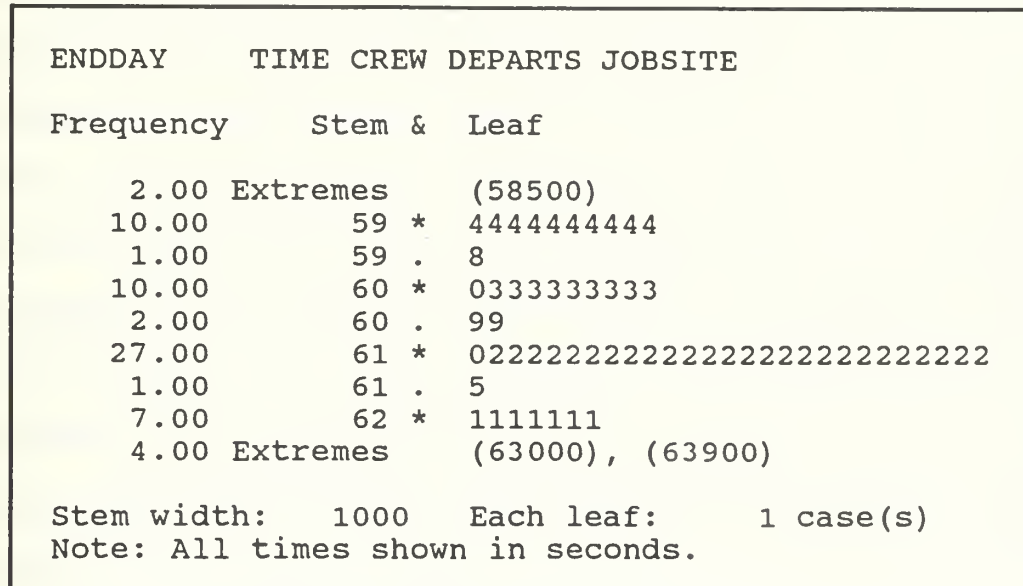 ENDDAY TIME CREW DEPARTS JOBSITE
Frequency Stem & Leaf
2.00 Extremes (58500)
10.00 59 * 4444444444
1.00 59 . 8
10.00 60 * 0333333333
2.00 60 . 99
27.00 61 * 022222222222222222222222222
1.00 61 . 5
7.00 62 * 1111111
4.00 Extremes (63000), (63900)
Stem width: 1000 Each leaf: 1 case(s)
Note: All times shown in seconds.